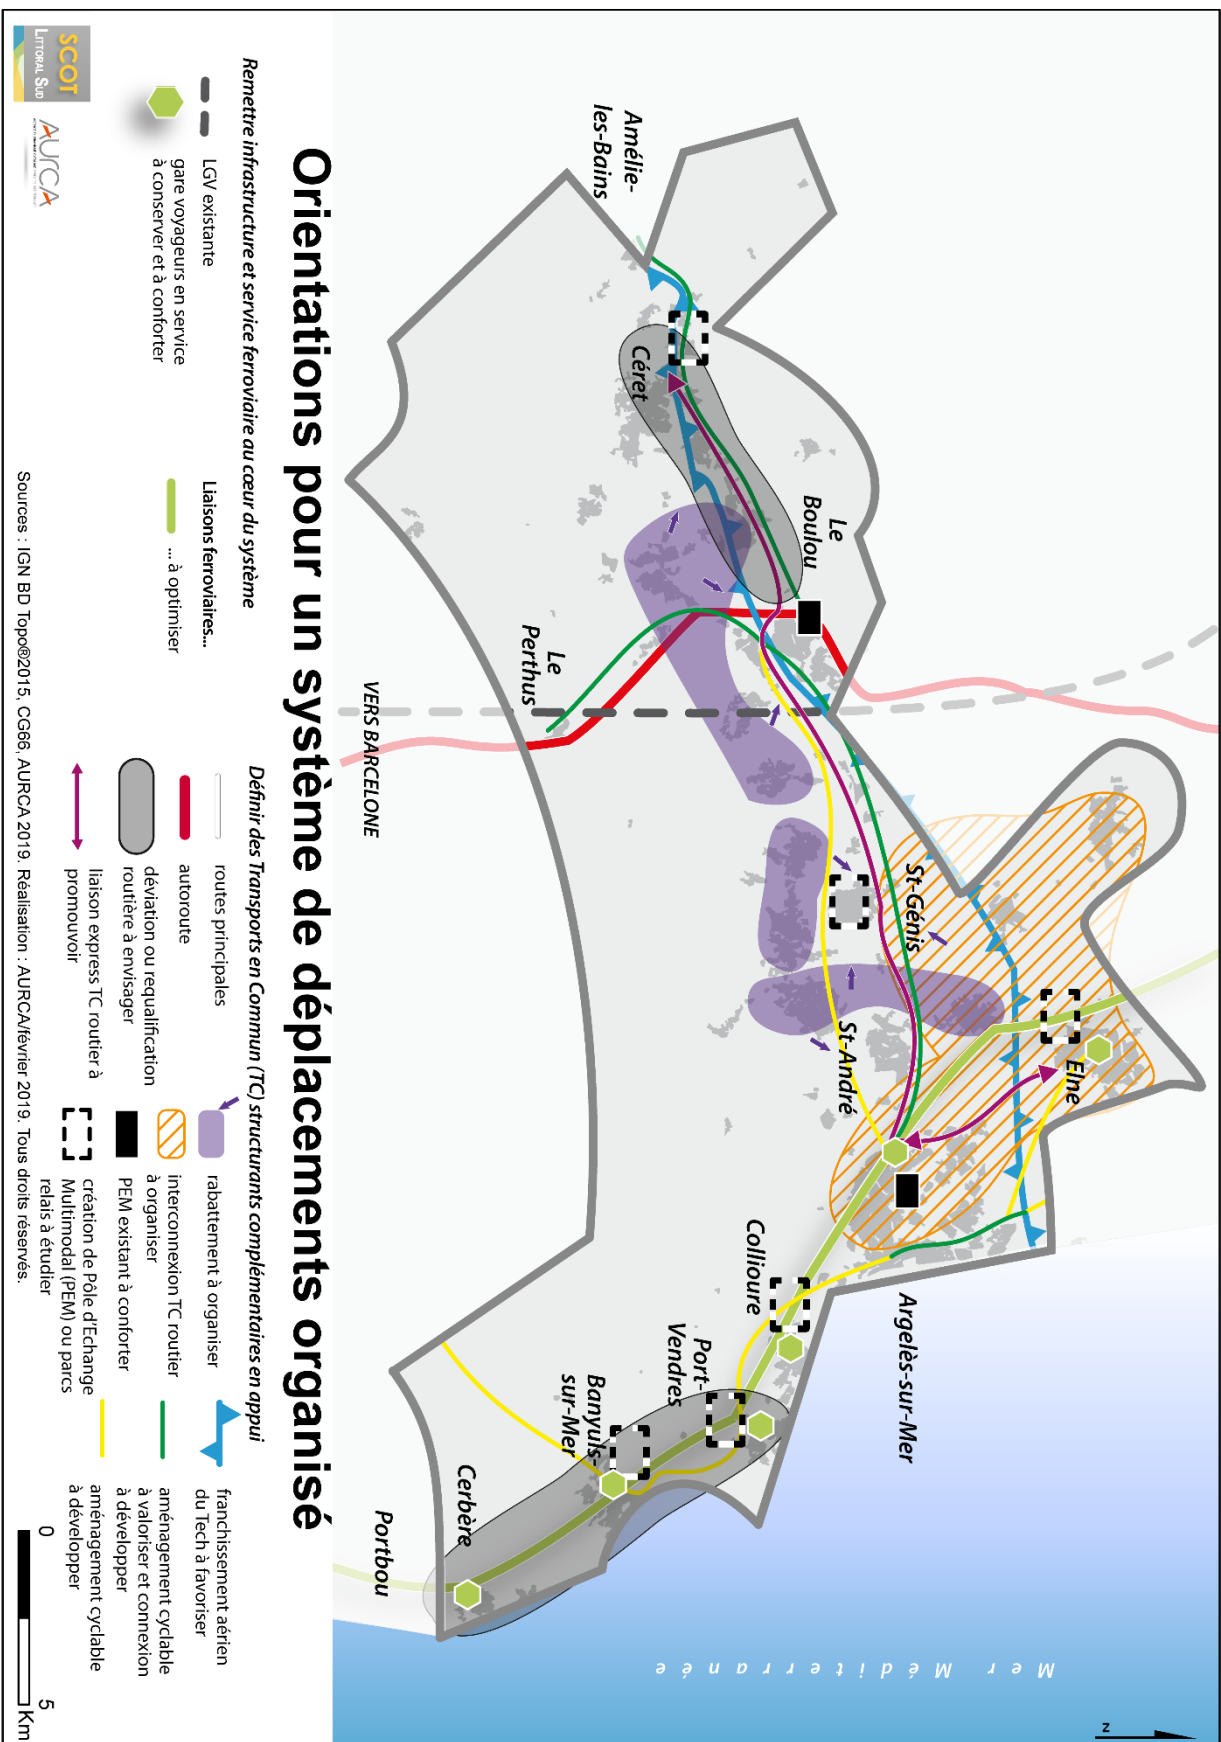 Amélie-
les-Bains
Céret
Le
Boulou
Le
Perthus
VERS BARCELONE
St-Génis
St-André
Elne
Argelès-sur-Mer
Collioure
Port-
Vendres
Banyuls-
sur-Mer
Cerbère
Portbou
Mer Méditerranée
z
Orientations pour un système de déplacements organisé
Remettre infrastructure et service ferroviaire au cœur du système
LGV existante
gare voyageurs en service
à conserver et à conforter
Liaisons ferroviaires...
... à optimiser
Définir des Transports en Commun (TC) structurants complémentaires en appui
routes principales
autoroute
déviation ou requalification
routière à envisager
liaison express TC routier à
promouvoir
rabattement à organiser
interconnexion TC routier
à organiser
PEM existant à conforter
création de Pôle d'Echange
Multimodal (PEM) ou parcs
relais à étudier
franchissement aérien
du Tech à favoriser
aménagement cyclable
à valoriser et connexion
à développer
aménagement cyclable
à développer
0 5
Km
SCOT
LITTORAL SUD
AURCA
Sources : IGN BD Topo®2015, CG66, AURCA 2019. Réalisation : AURCA/février 2019. Tous droits réservés.